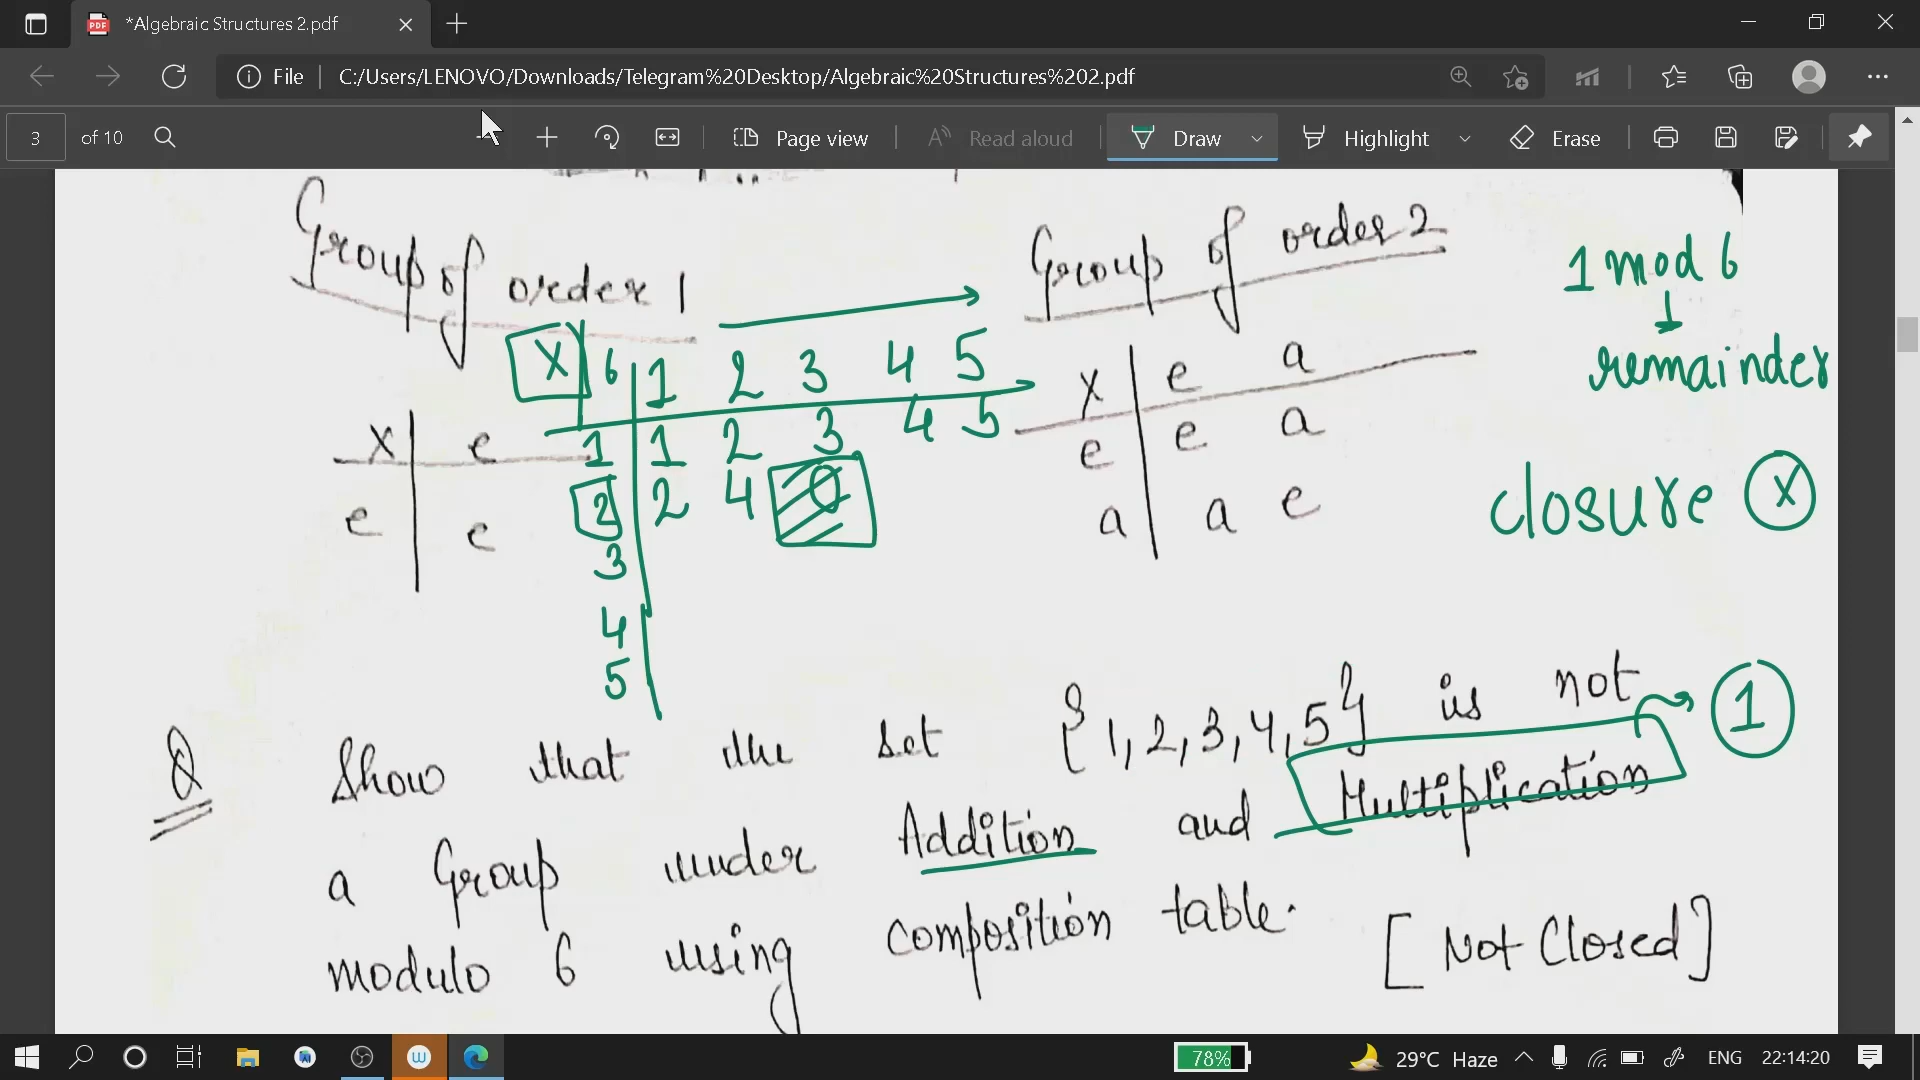 *Algebraic Structures 2.pdf
File C:/Users/LENOVO/Downloads/Telegram%20Desktop/Algebraic%20Structures%202.pdf
3 of 10 Page view Read aloud Draw Highlight Erase
Group of order 1
Group of order 2
1 mod 6
remainder
X 6 1 2 3 4 5
1 1 2 3 4 5
2 2 4 0
3
4
5
X e
e e
X e a
e e a
a a e
closure X
Q Show that the set {1, 2, 3, 4, 5} is not
1
a Group under Addition and Multiplication
modulo 6 using composition table.
[Not Closed]
78% 29°C Haze ENG 22:14:20